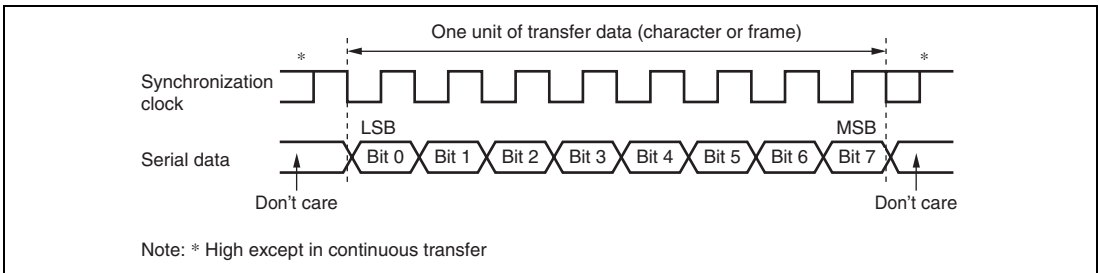 One unit of transfer data (character or frame)
* *
Synchronization
clock
LSB MSB
Serial data Bit 0 Bit 1 Bit 2 Bit 3 Bit 4 Bit 5 Bit 6 Bit 7
Don't care Don't care
Note: * High except in continuous transfer